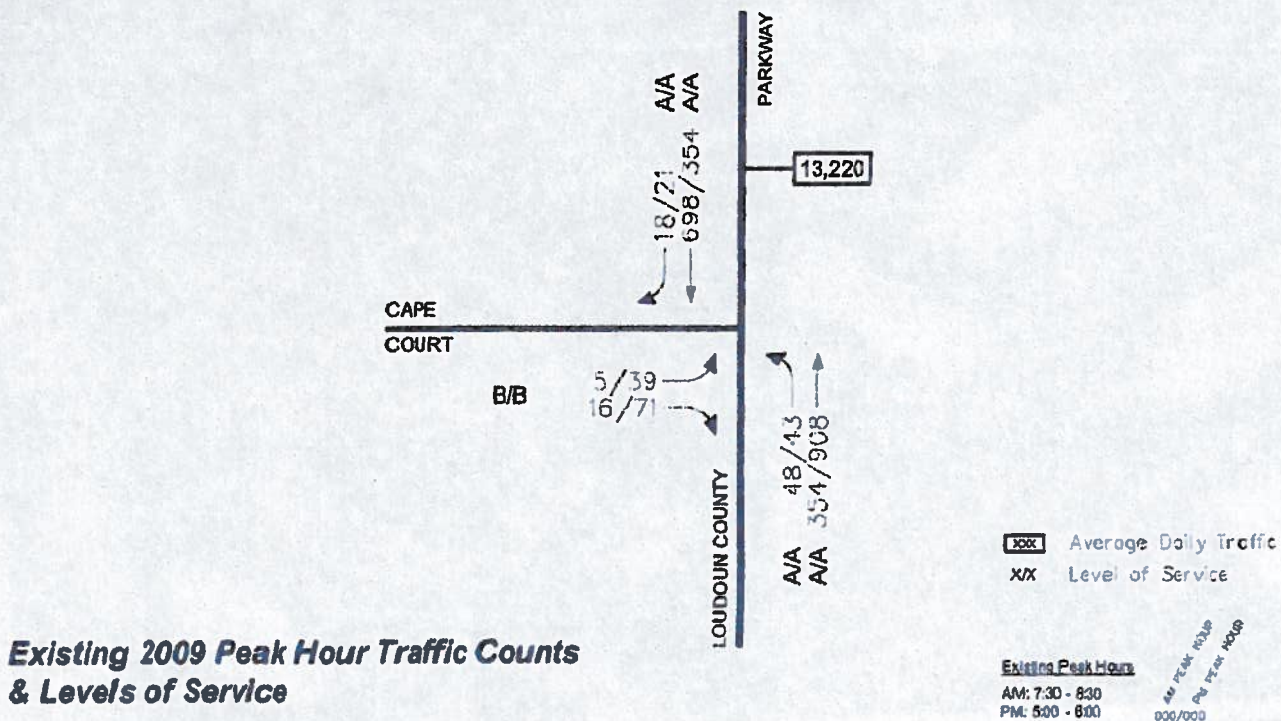 PARKWAY
A/A
A/A
18/21
698/354
13,220
CAPE
COURT
B/B
5/39
16/71
48/43
354/908
A/A
A/A
LOUDOUN COUNTY
XXX Average Daily Traffic
X/X Level of Service
Existing 2009 Peak Hour Traffic Counts
& Levels of Service
Existing Peak Hours
AM: 7:30 - 8:30
PM: 5:00 - 6:00
AM PEAK HOUR
PM PEAK HOUR
000/000